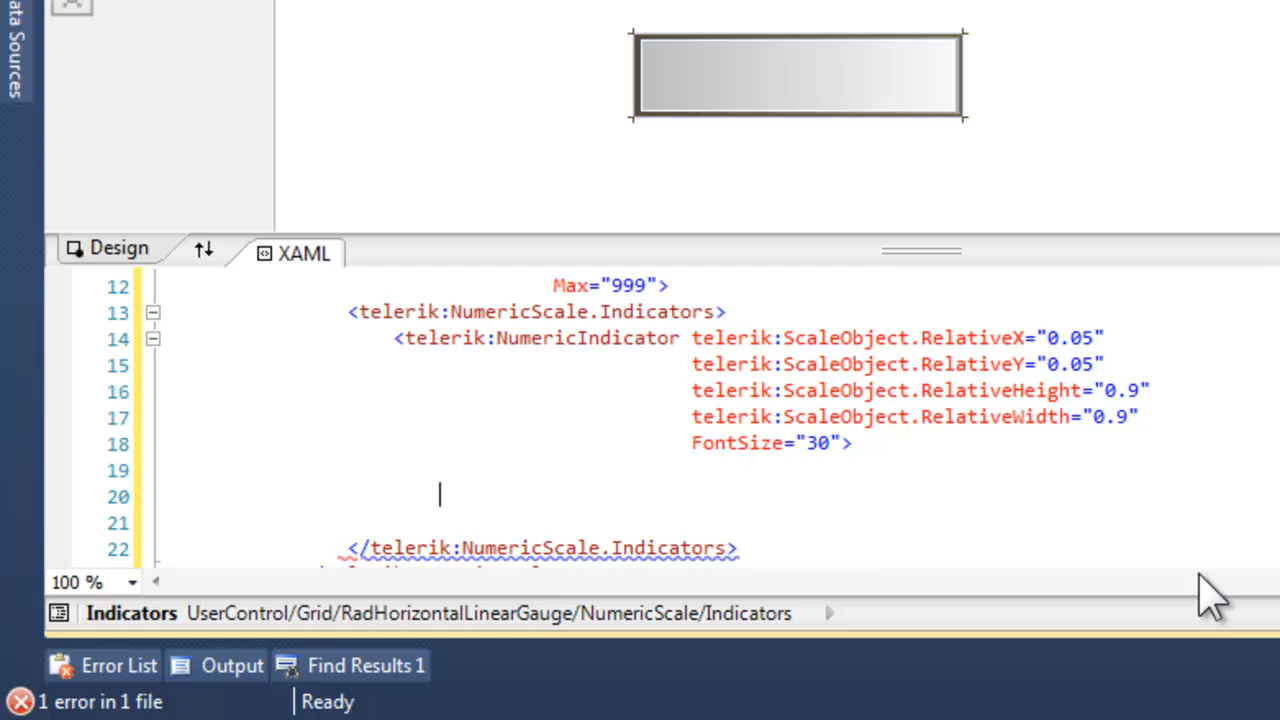 ata Sources
Design
XAML
12 Max="999">
13 <telerik:NumericScale.Indicators>
14 <telerik:NumericIndicator telerik:ScaleObject.RelativeX="0.05"
15 telerik:ScaleObject.RelativeY="0.05"
16 telerik:ScaleObject.RelativeHeight="0.9"
17 telerik:ScaleObject.RelativeWidth="0.9"
18 FontSize="30">
19
20
21
22 </telerik:NumericScale.Indicators>
100 %
Indicators UserControl/Grid/RadHorizontalLinearGauge/NumericScale/Indicators
Error List Output Find Results 1
1 error in 1 file Ready